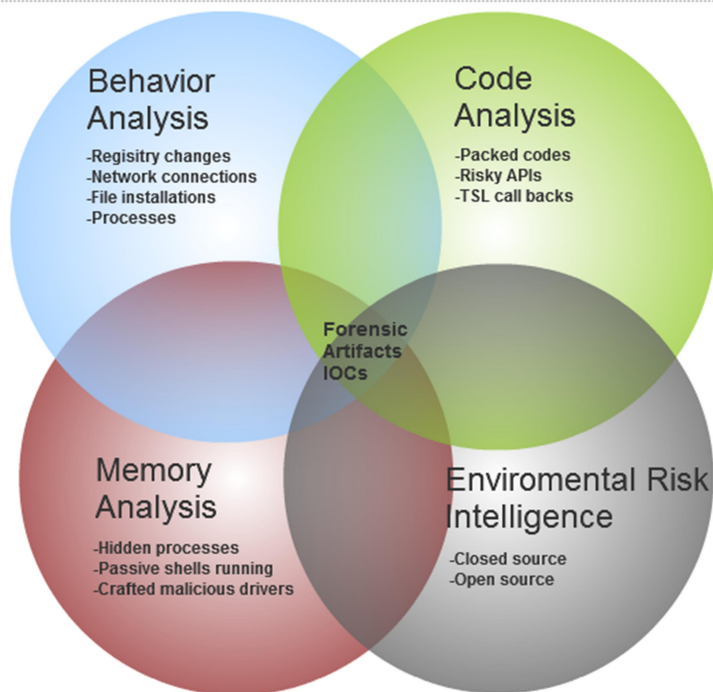 Behavior
Analysis
-Regisitry changes
-Network connections
-File installations
-Processes
Code
Analysis
-Packed codes
-Risky APIs
-TSL call backs
Forensic
Artifacts
IOCs
Memory
Analysis
-Hidden processes
-Passive shells running
-Crafted malicious drivers
Enviromental Risk
Intelligence
-Closed source
-Open source